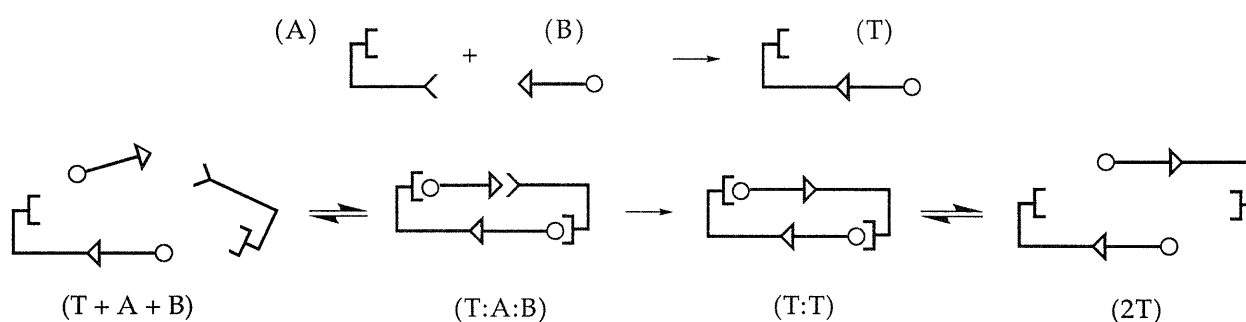 (A) + (B) (T)
(T + A + B) (T:A:B) (T:T) (2T)